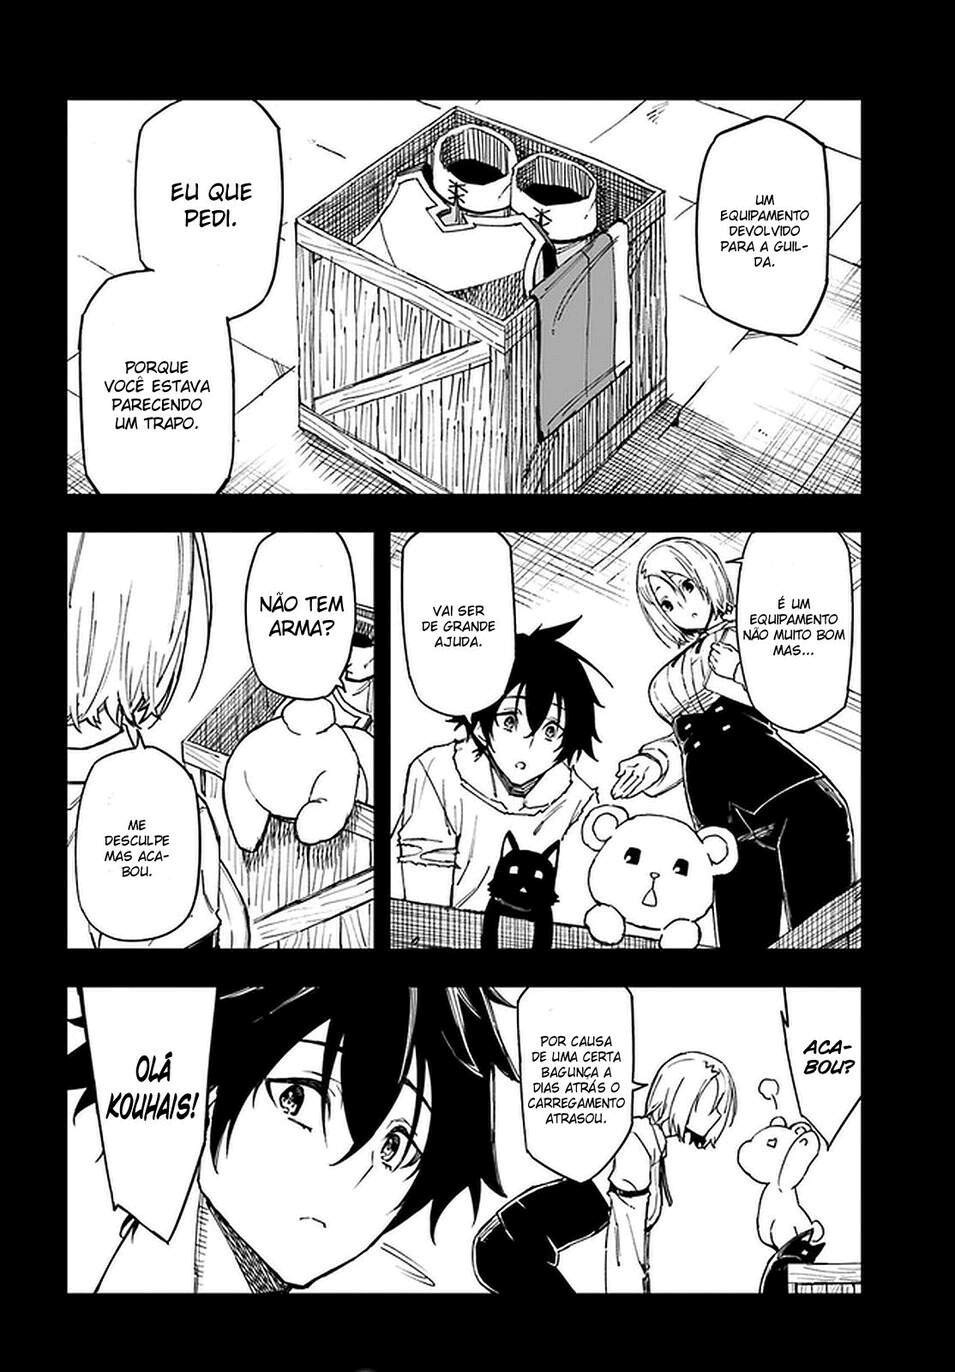 UM
EQUIPAMENTO
DEVOLVIDO
PARA A GUIL-
DA.
EU QUE
PEDI.
PORQUE
VOCÊ ESTAVA
PARECENDO
UM TRAPO.
É UM
EQUIPAMENTO
NÃO MUITO BOM
MAS...
VAI SER
DE GRANDE
AJUDA.
NÃO TEM
ARMA?
ME
DESCULPE
MAS ACA-
BOU.
ACA-
BOU?
POR CAUSA
DE UMA CERTA
BAGUNÇA A
DIAS ATRÁS O
CARREGAMENTO
ATRASOU.
OLÁ
KOUHAIS!